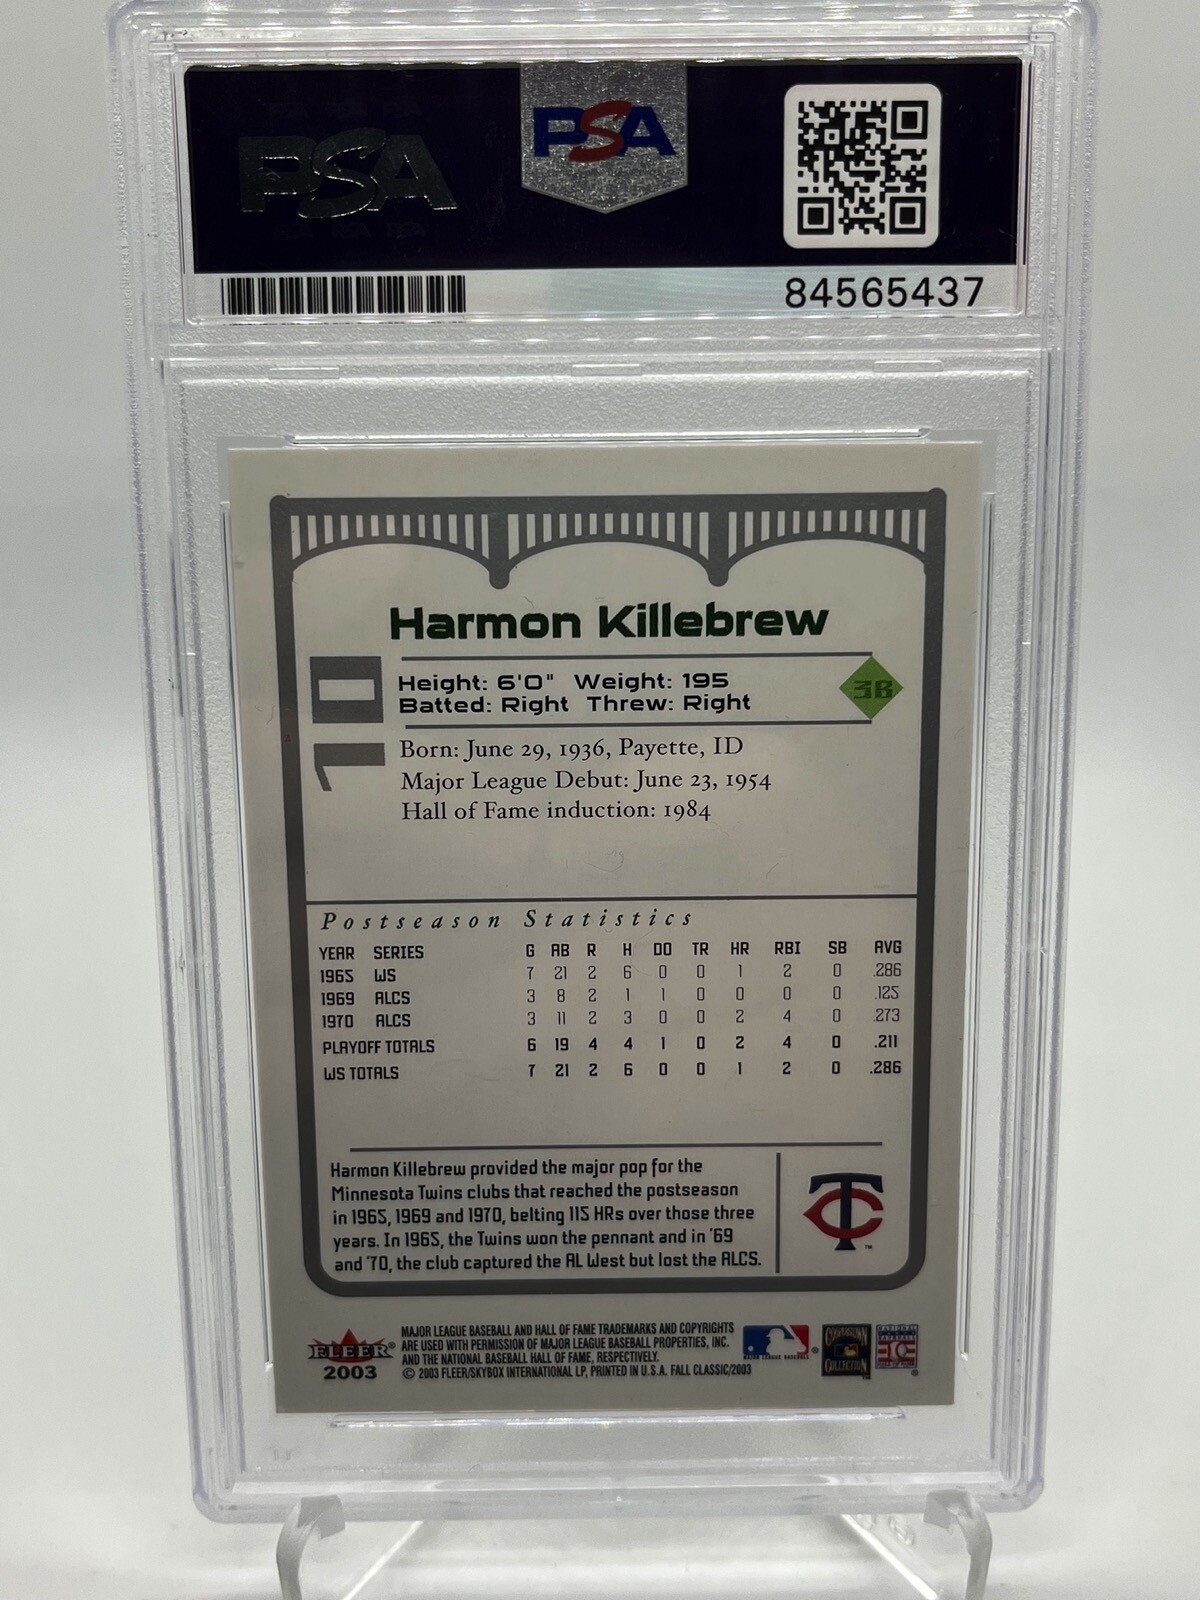 PSA
PSA
84565437
Harmon Killebrew
10
Height: 6'0" Weight: 195
Batted: Right Threw: Right
3B
Born: June 29, 1936, Payette, ID
Major League Debut: June 23, 1954
Hall of Fame induction: 1984
Postseason Statistics
YEAR SERIES G AB R H DO TR HR RBI SB AVG
1965 WS 7 21 2 6 0 0 1 2 0 .286
1969 ALCS 3 8 2 1 1 0 0 0 0 .125
1970 ALCS 3 11 2 3 0 0 2 4 0 .273
PLAYOFF TOTALS 6 19 4 4 1 0 2 4 0 .211
WS TOTALS 7 21 2 6 0 0 1 2 0 .286
Harmon Killebrew provided the major pop for the
Minnesota Twins clubs that reached the postseason
in 1965, 1969 and 1970, belting 115 HRs over those three
years. In 1965, the Twins won the pennant and in '69
and '70, the club captured the AL West but lost the ALCS.
TC™
FLEER®
2003
MAJOR LEAGUE BASEBALL AND HALL OF FAME TRADEMARKS AND COPYRIGHTS
ARE USED WITH PERMISSION OF MAJOR LEAGUE BASEBALL PROPERTIES, INC.
AND THE NATIONAL BASEBALL HALL OF FAME, RESPECTIVELY.
© 2003 FLEER/SKYBOX INTERNATIONAL LP, PRINTED IN U.S.A. FALL CLASSIC/2003
MAJOR LEAGUE BASEBALL®
COOPERSTOWN
COLLECTION™